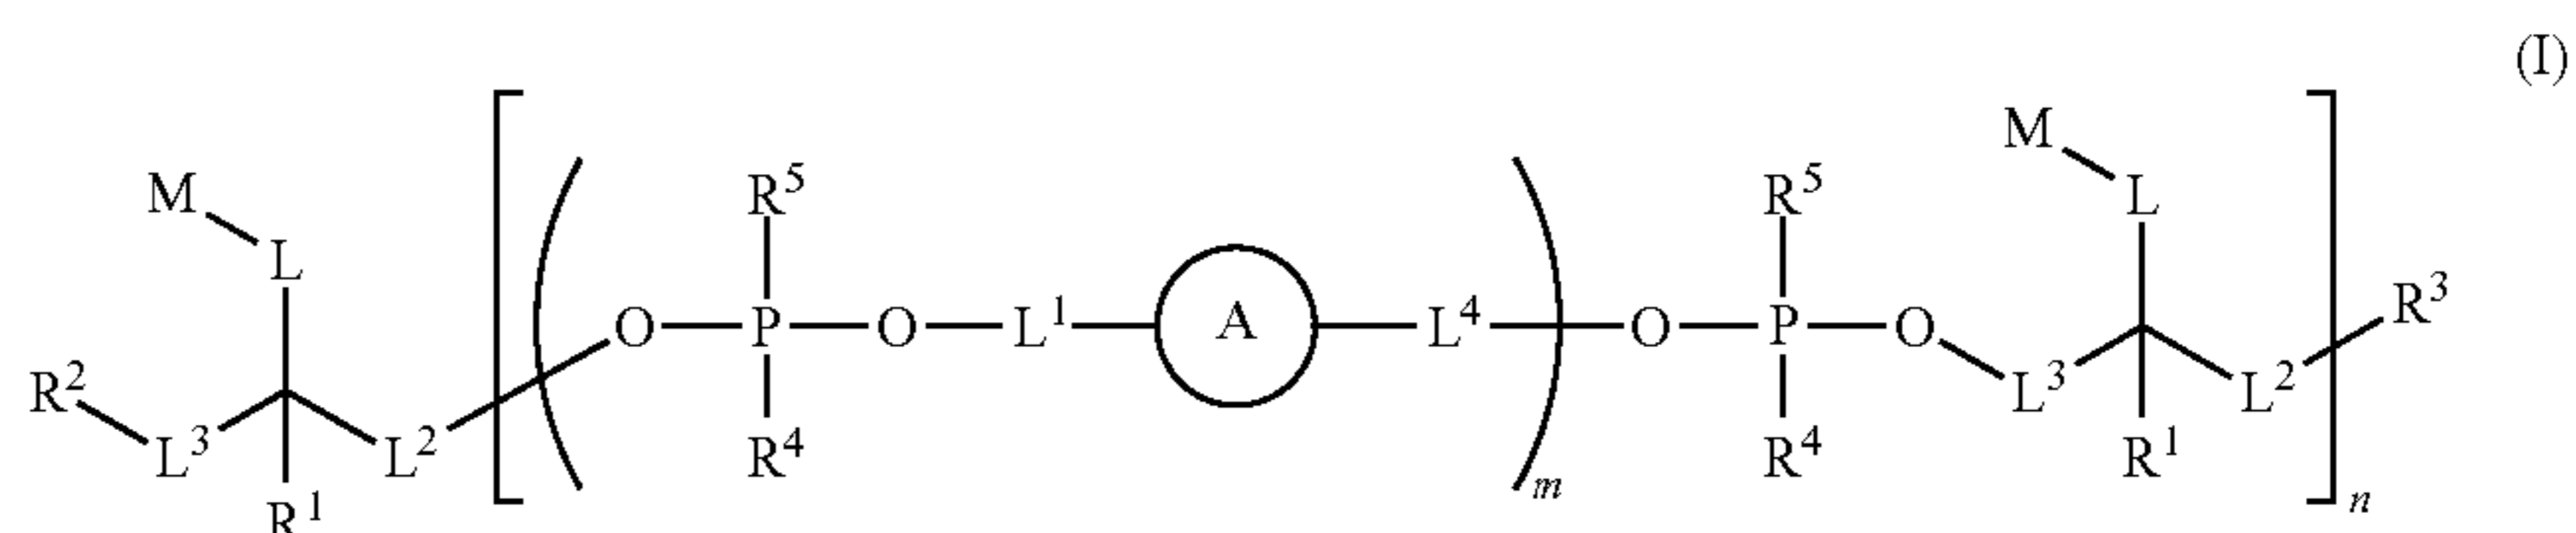 (I)
M M
R⁵ R⁵ L
L R³
O P O L¹ A L⁴ O P O
R² L³ L²
L³ L² R⁴ m R⁴ R¹ n
R¹